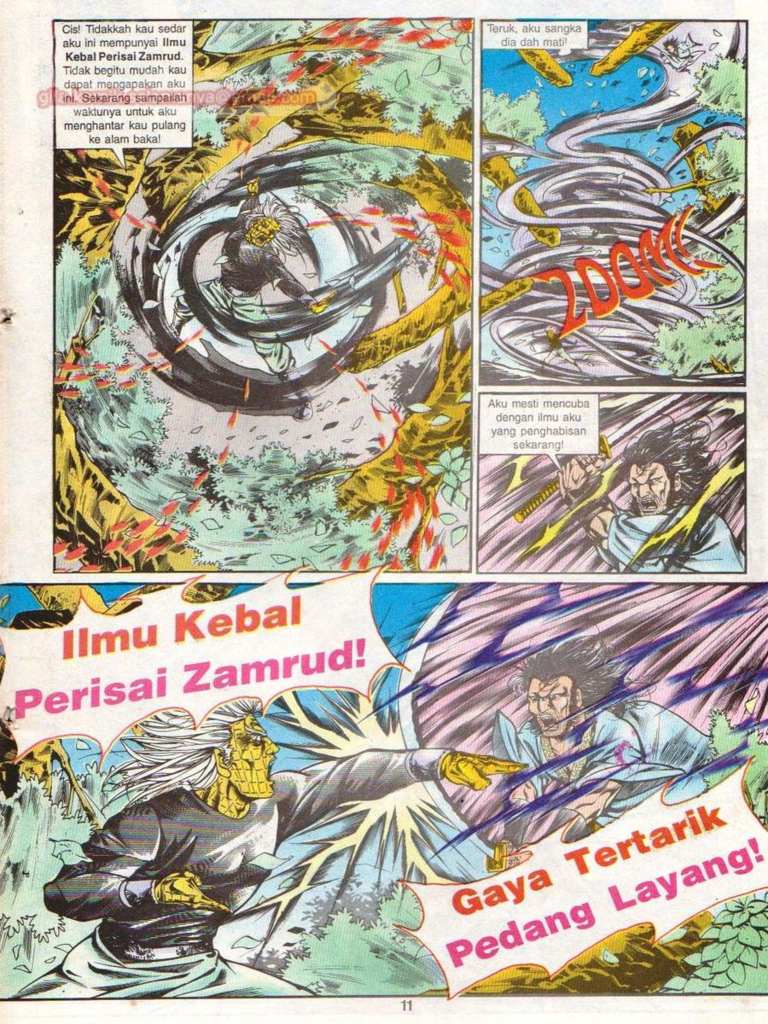 Cis! Tidakkah kau sedar
aku ini mempunyai Ilmu
Kebal Perisai Zamrud.
Tidak begitu mudah kau
dapat mengapakan aku
ini. Sekarang sampailah
waktunya untuk aku
menghantar kau pulang
ke alam baka!
Teruk, aku sangka
dia dah mati!
ZOOM
Aku mesti mencuba
dengan ilmu aku
yang penghabisan
sekarang!
Ilmu Kebal
Perisai Zamrud!
Gaya Tertarik
Pedang Layang!
11